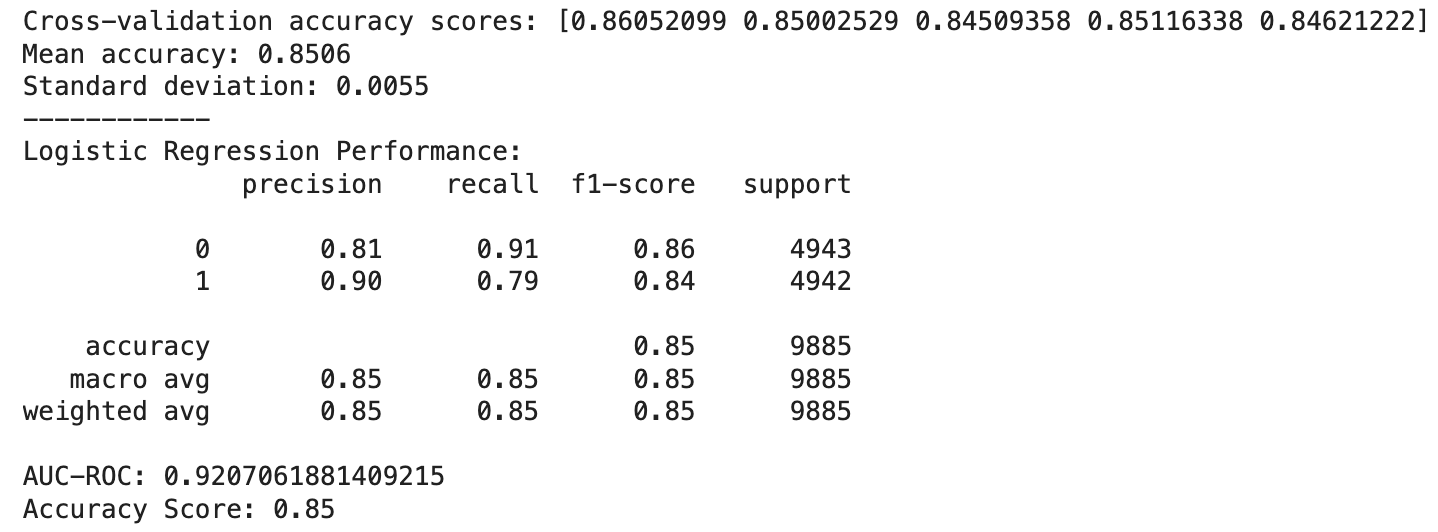 Cross-validation accuracy scores: [0.86052099 0.85002529 0.84509358 0.85116338 0.84621222]
Mean accuracy: 0.8506
Standard deviation: 0.0055
------------
Logistic Regression Performance:
              precision    recall  f1-score   support
           0       0.81      0.91      0.86      4943
           1       0.90      0.79      0.84      4942
    accuracy                           0.85      9885
   macro avg       0.85      0.85      0.85      9885
weighted avg       0.85      0.85      0.85      9885
AUC-ROC: 0.9207061881409215
Accuracy Score: 0.85